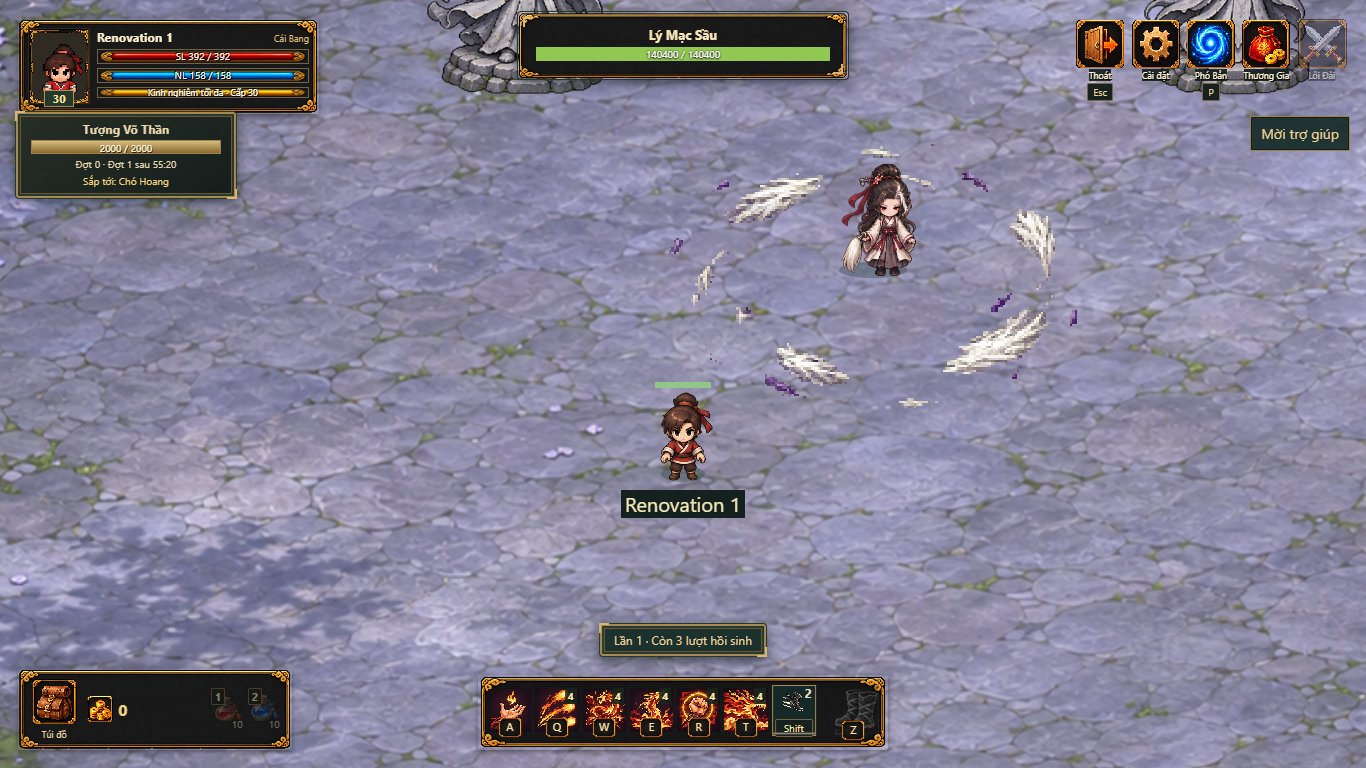 Renovation 1
Cái Bang
SL 392 / 392
NL 158 / 158
Kinh nghiệm tối đa · Cấp 30
30
Tượng Võ Thần
2000 / 2000
Đợt 0 · Đợt 1 sau 55:20
Sắp tới: Chó Hoang
Lý Mạc Sầu
140400 / 140400
Thoát
Cài đặt
Phó Bản
Thương Gia
Lôi Đài
Esc
P
Mời trợ giúp
Renovation 1
Lần 1 · Còn 3 lượt hồi sinh
Túi đồ
0
1
10
2
10
A
4
Q
4
W
4
E
4
R
4
T
2
Shift
Z